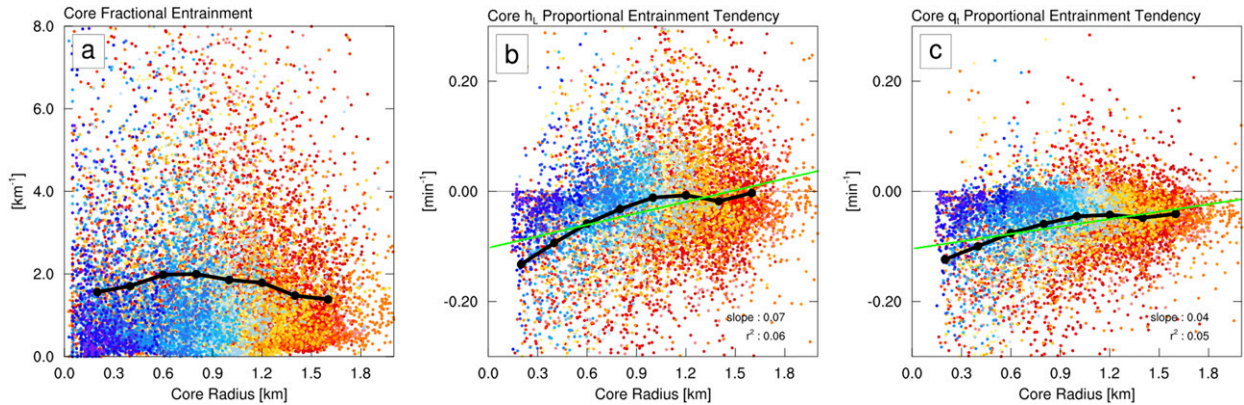 Core Fractional Entrainment
a
8.0
6.0
4.0
2.0
0.0
[km⁻¹]
0.0 0.3 0.6 0.9 1.2 1.5 1.8
Core Radius [km]
Core hL Proportional Entrainment Tendency
b
0.20
0.00
-0.20
[min⁻¹]
slope : 0.07
r² : 0.06
0.0 0.3 0.6 0.9 1.2 1.5 1.8
Core Radius [km]
Core qt Proportional Entrainment Tendency
c
0.20
0.00
-0.20
[min⁻¹]
slope : 0.04
r² : 0.05
0.0 0.3 0.6 0.9 1.2 1.5 1.8
Core Radius [km]